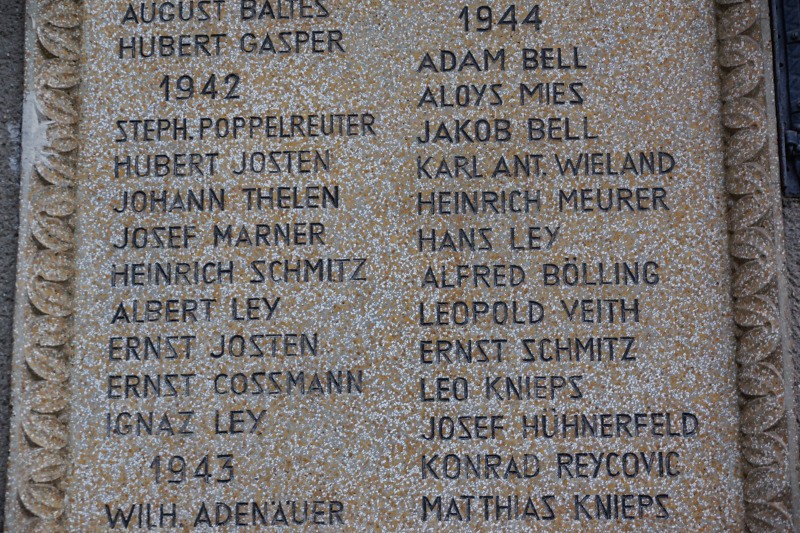 AUGUST BALTES
HUBERT GASPER
1942
STEPH. POPPELREUTER
HUBERT JOSTEN
JOHANN THELEN
JOSEF MARNER
HEINRICH SCHMITZ
ALBERT LEY
ERNST JOSTEN
ERNST COSSMANN
IGNAZ LEY
1943
WILH. ADENÄUER
1944
ADAM BELL
ALOYS MIES
JAKOB BELL
KARL ANT. WIELAND
HEINRICH MEURER
HANS LEY
ALFRED BÖLLING
LEOPOLD VEITH
ERNST SCHMITZ
LEO KNIEPS
JOSEF HÜHNERFELD
KONRAD REYCOVIC
MATTHIAS KNIEPS